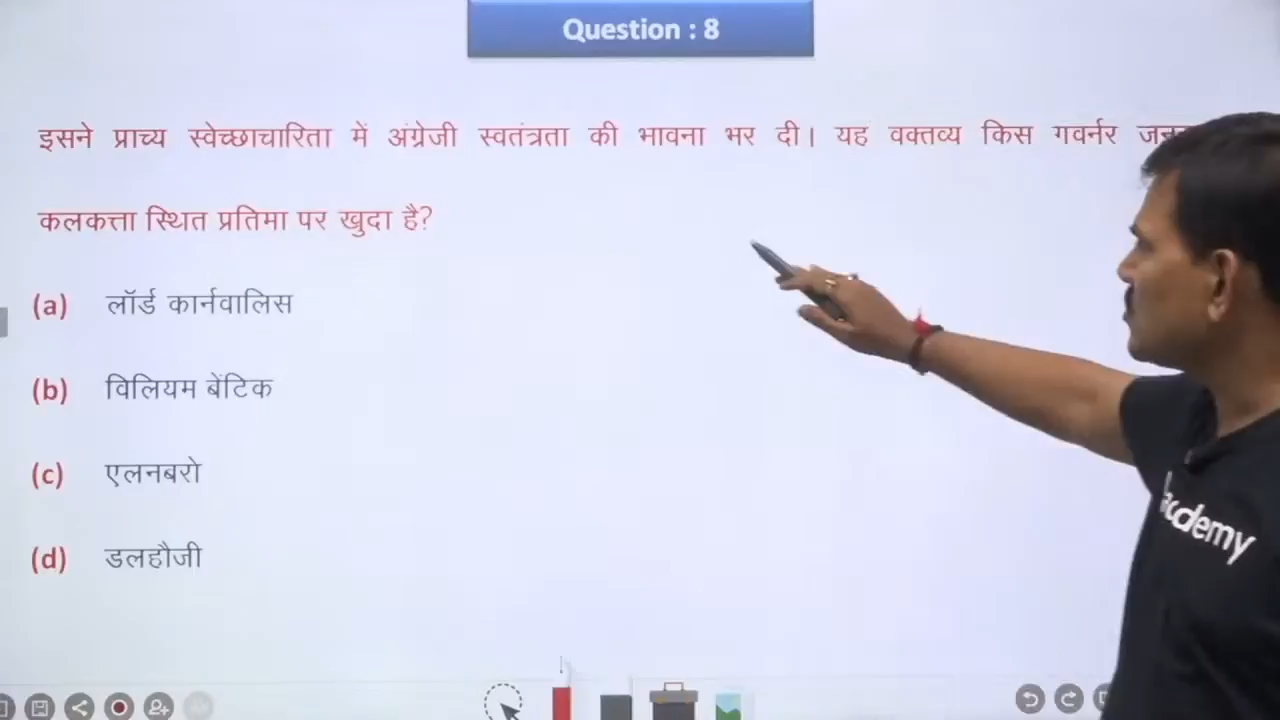 Question : 8
इसने प्राच्य स्वेच्छाचारिता में अंग्रेजी स्वतंत्रता की भावना भर दी। यह वक्तव्य किस गवर्नर
कलकत्ता स्थित प्रतिमा पर खुदा है?
(a) लॉर्ड कार्नवालिस
(b) विलियम बेंटिक
(c) एलनबरो
(d) डलहौजी